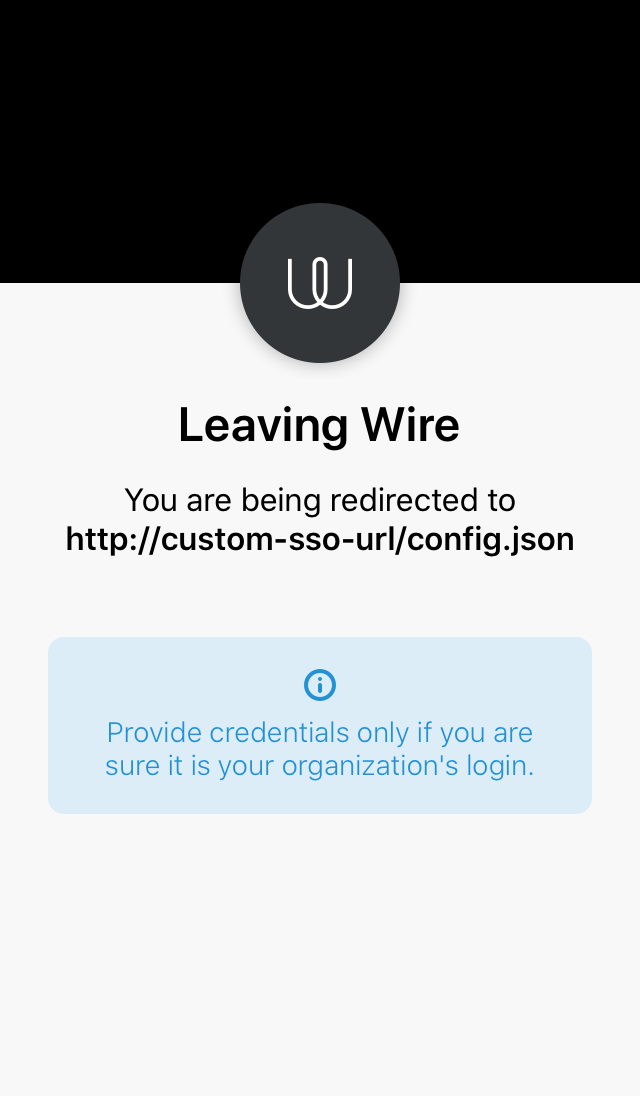 Leaving Wire
You are being redirected to
http://custom-sso-url/config.json
Provide credentials only if you are
sure it is your organization's login.